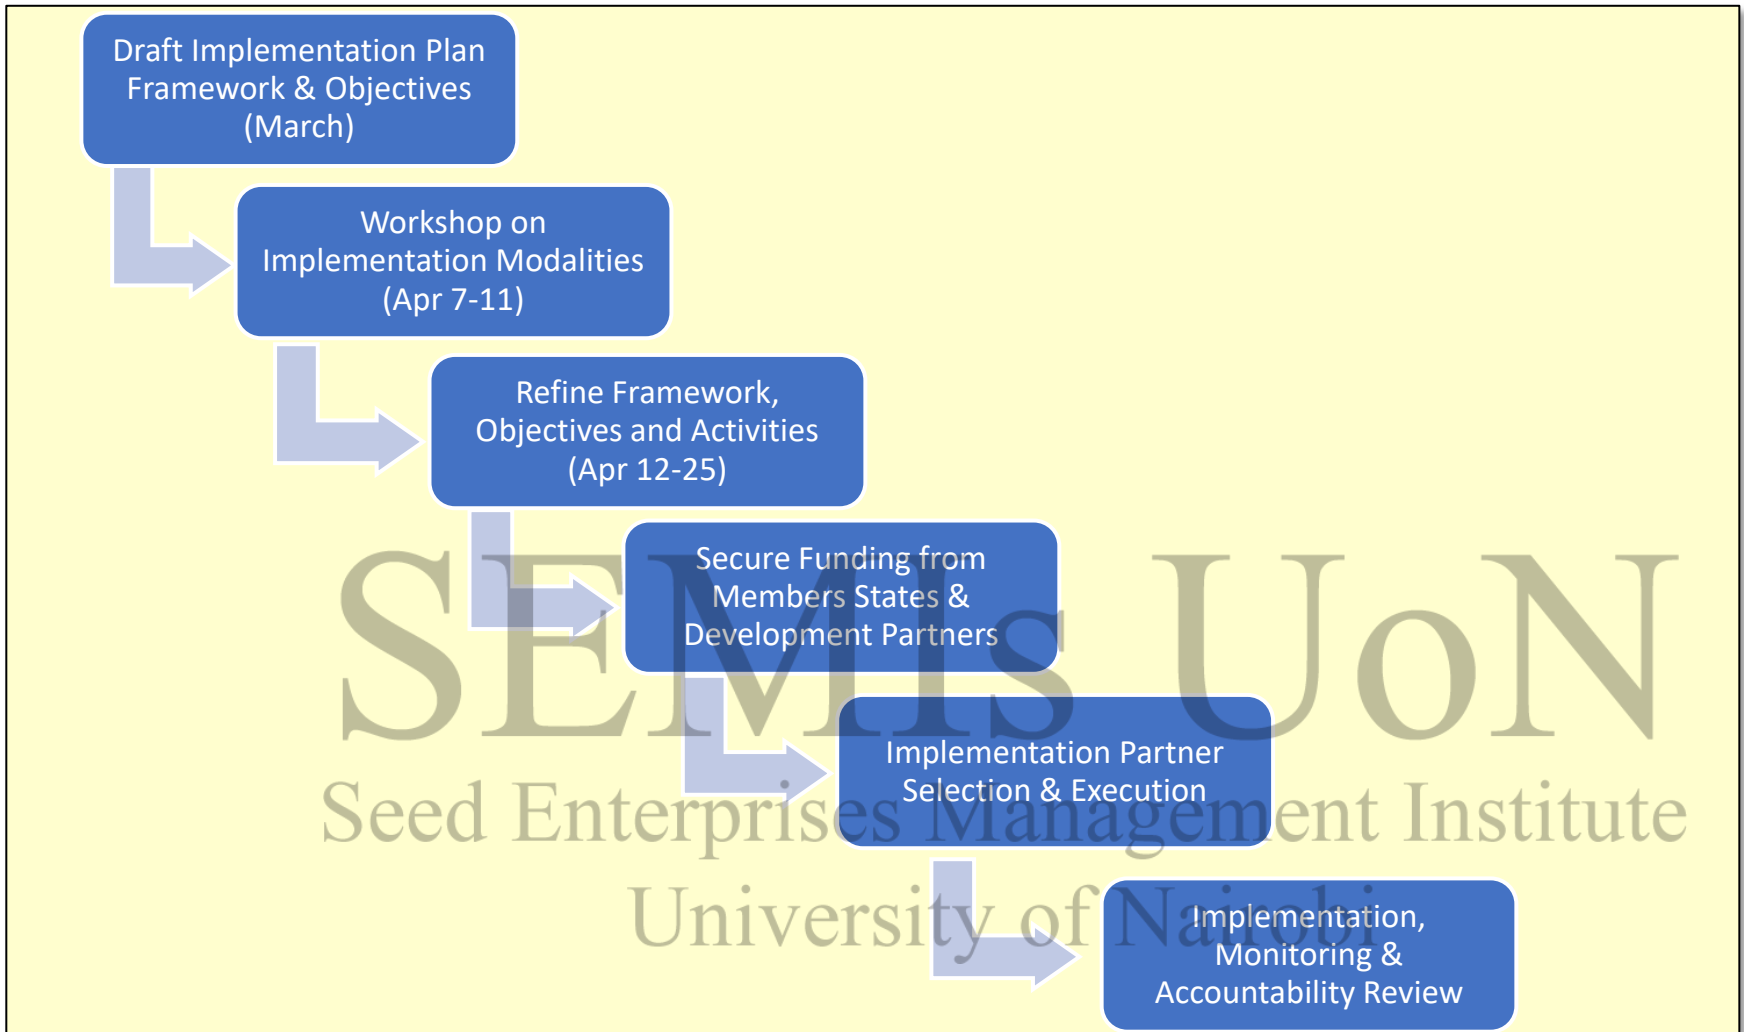 Draft Implementation Plan
Framework & Objectives
(March)
Workshop on
Implementation Modalities
(Apr 7-11)
Refine Framework,
Objectives and Activities
(Apr 12-25)
Secure Funding from
Members States &
Development Partners
Implementation Partner
Selection & Execution
Implementation,
Monitoring &
Accountability Review
SEMIs UoN
Seed Enterprises Management Institute
University of Nairobi